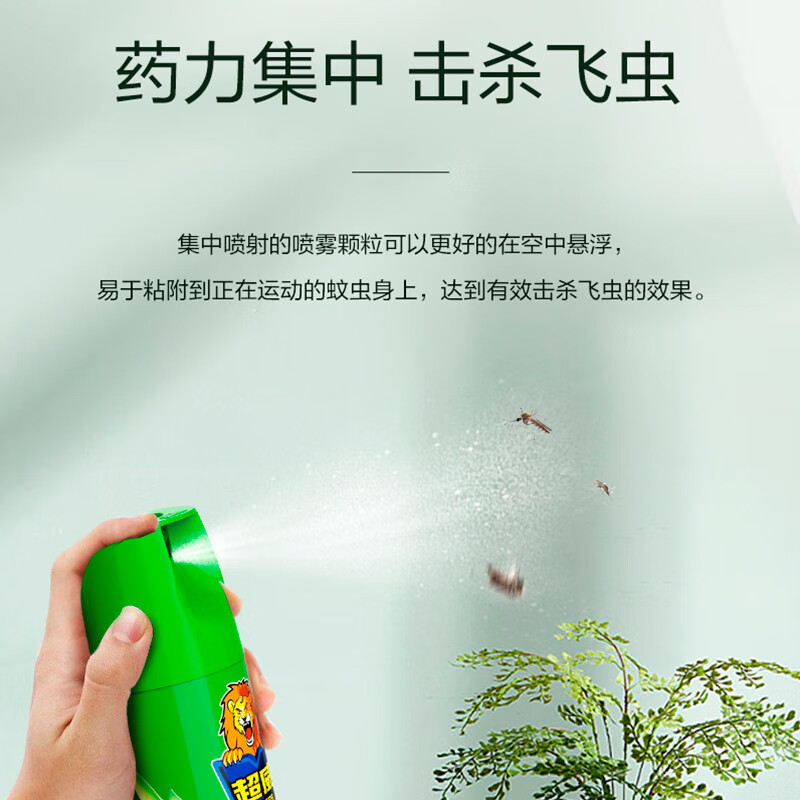 药力集中 击杀飞虫
集中喷射的喷雾颗粒可以更好的在空中悬浮，
易于粘附到正在运动的蚊虫身上，达到有效击杀飞虫的效果。
超威